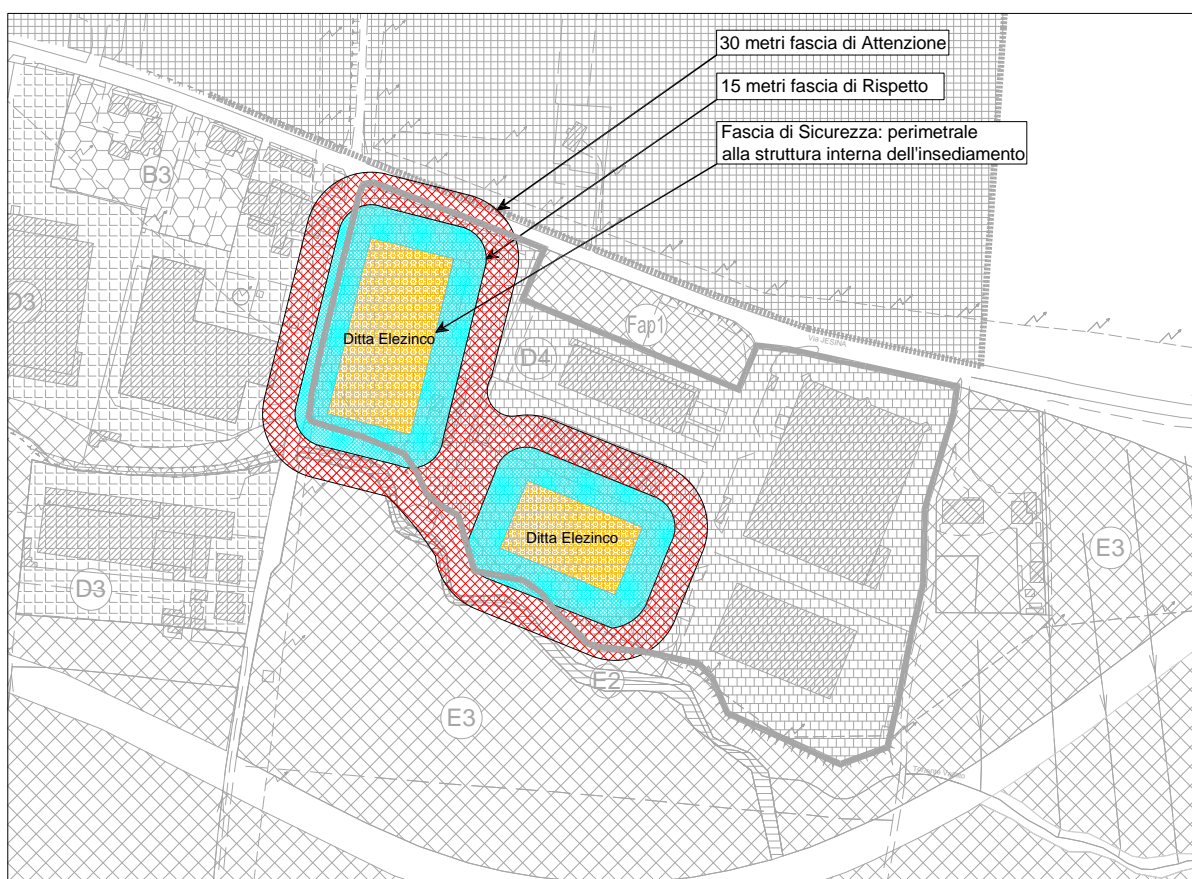 30 metri fascia di Attenzione
15 metri fascia di Rispetto
Fascia di Sicurezza: perimetrale
alla struttura interna dell'insediamento
B3
D3
Ditta Elezinco
Fap1
Via JESINA
D4
Ditta Elezinco
E3
D3
E2
E3